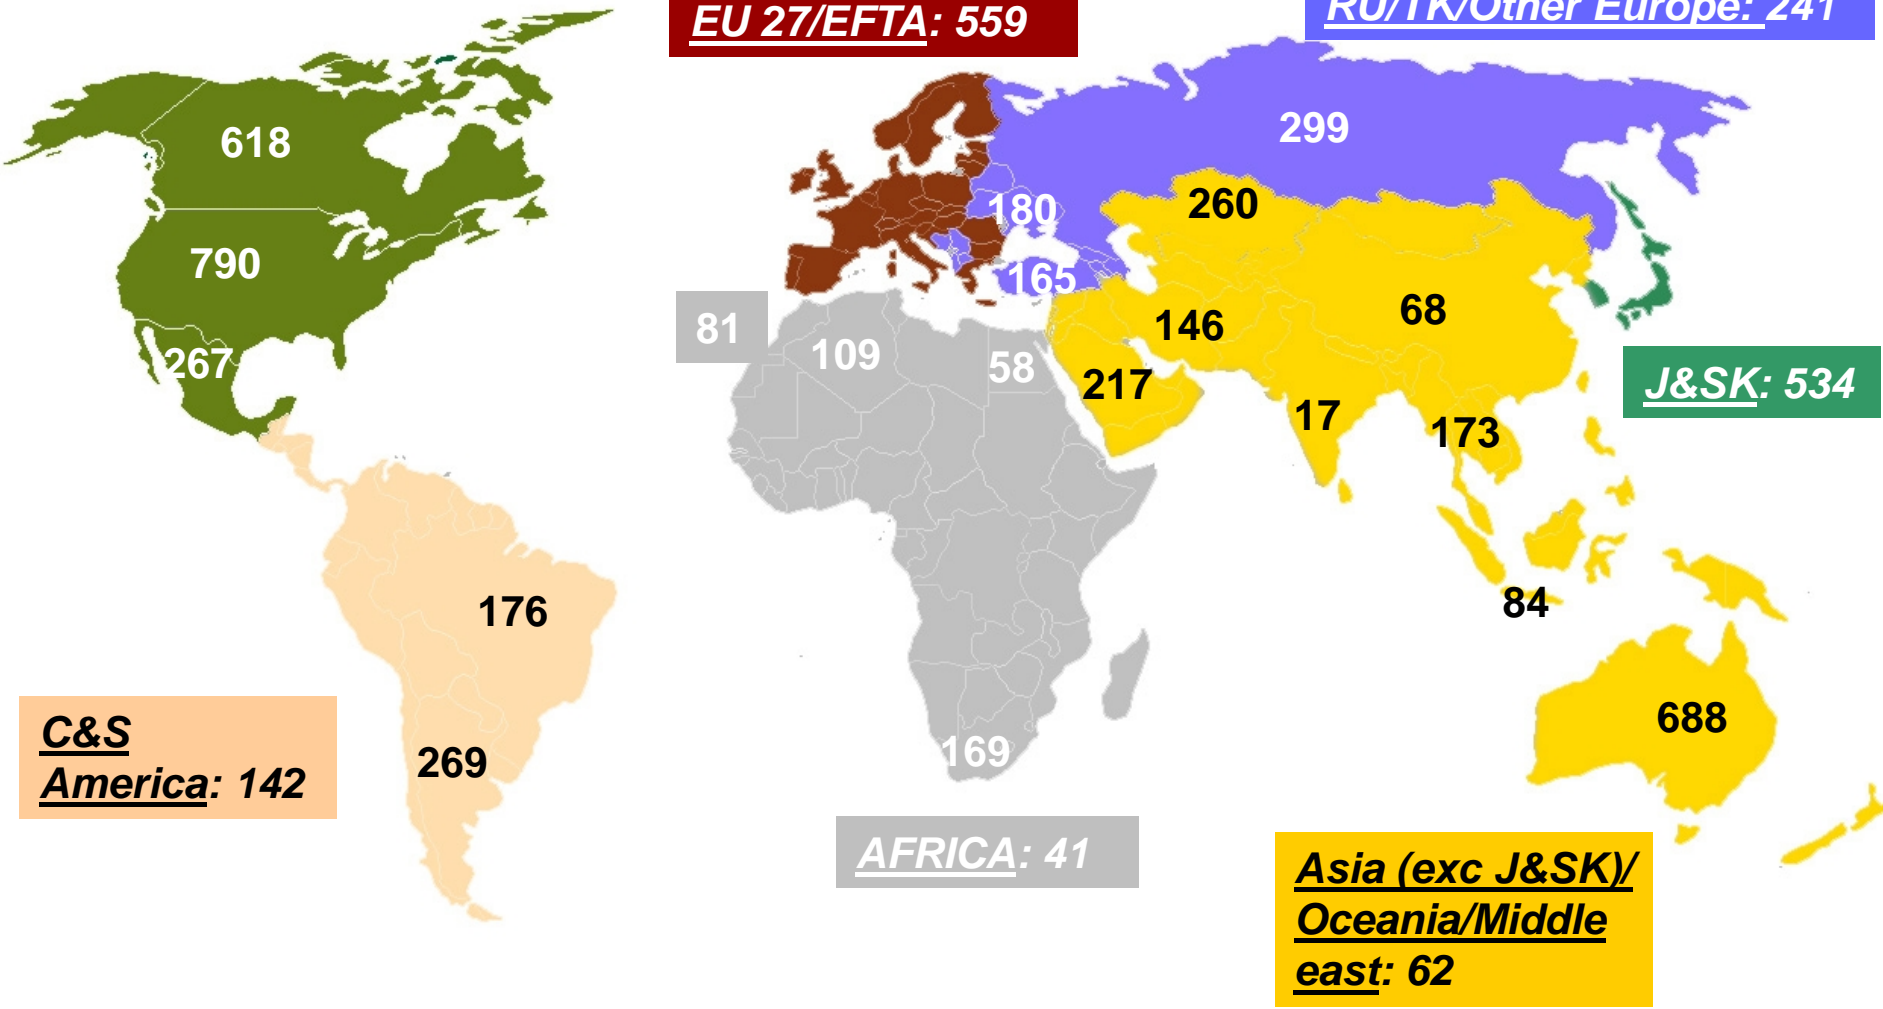 EU 27/EFTA: 559
RU/TK/Other Europe: 241
618
299
180
260
790
165
81
109
58
267
146
68
217
17
173
J&SK: 534
84
176
688
C&S
America: 142
269
169
AFRICA: 41
Asia (exc J&SK)/
Oceania/Middle
east: 62